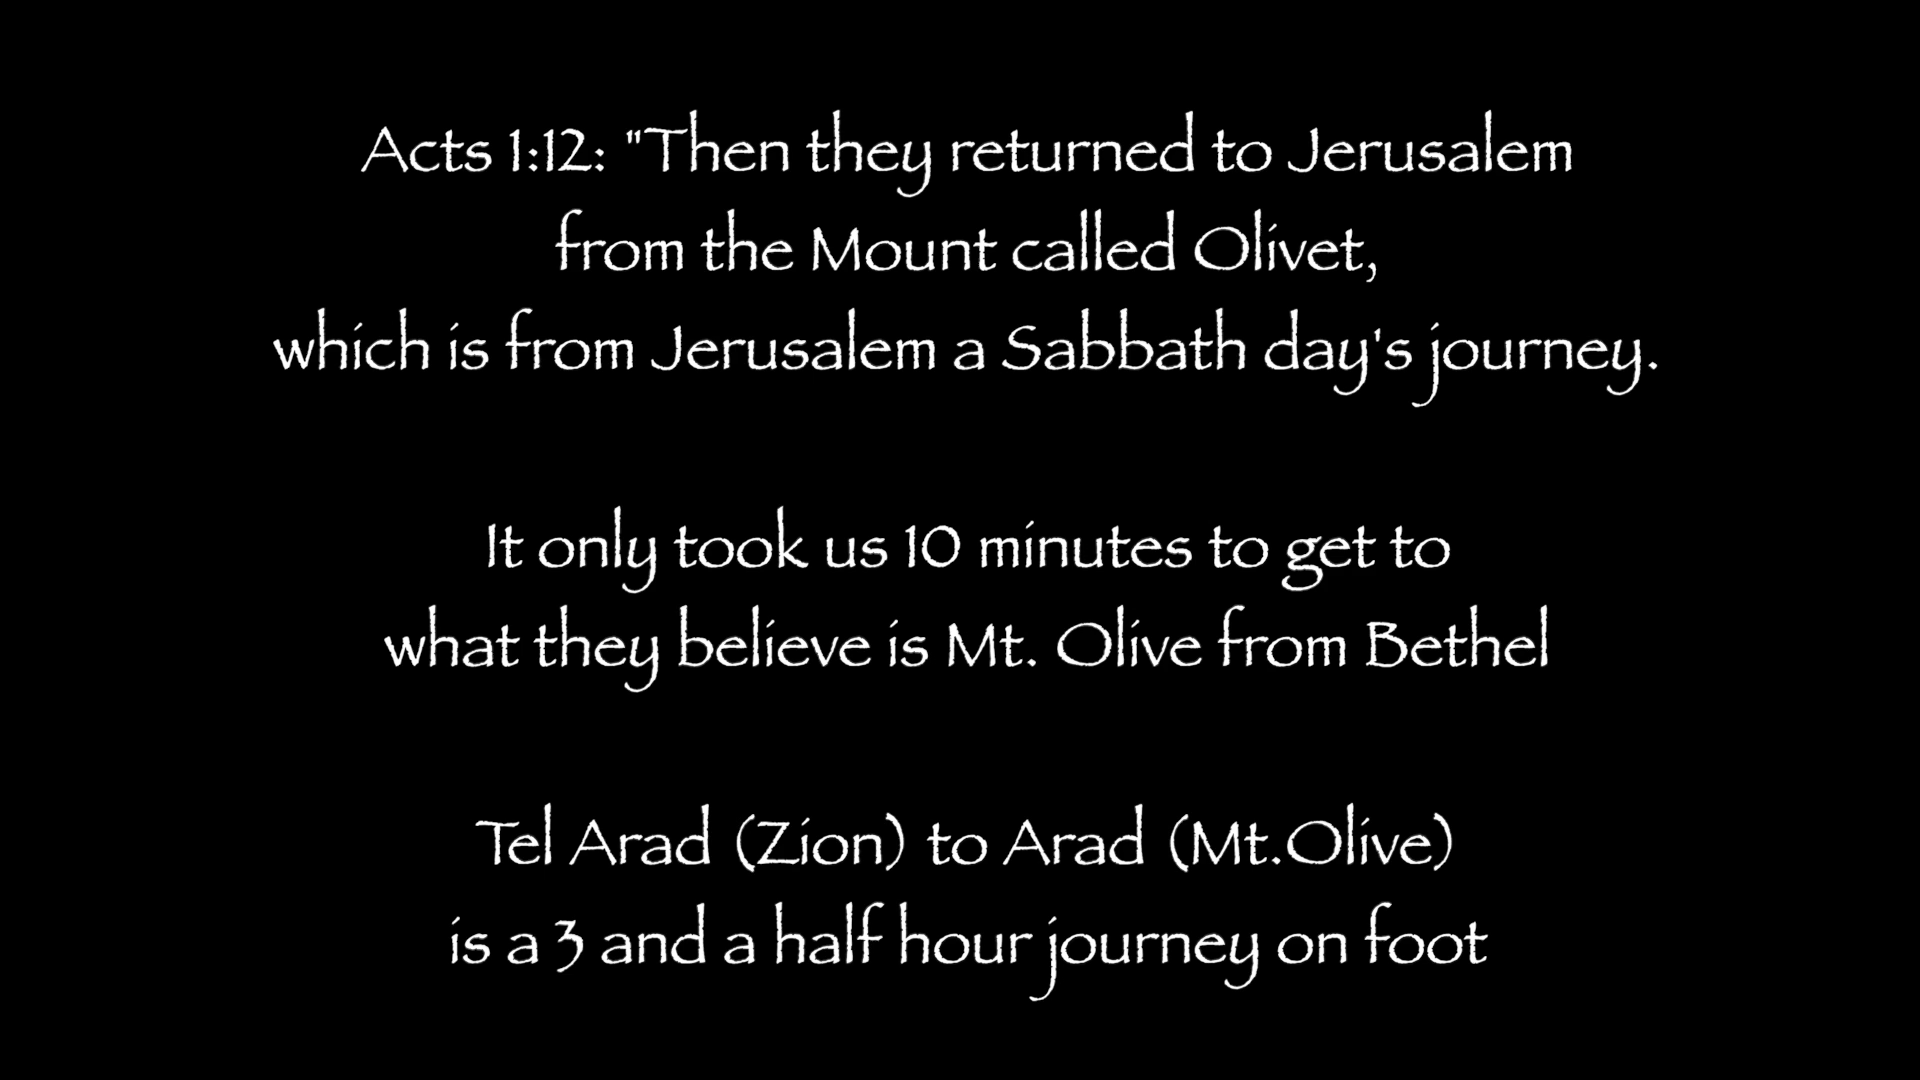 Acts 1:12: "Then they returned to Jerusalem
from the Mount called Olivet,
which is from Jerusalem a Sabbath day's journey.
It only took us 10 minutes to get to
what they believe is Mt. Olive from Bethel
Tel Arad (Zion) to Arad (Mt.Olive)
is a 3 and a half hour journey on foot